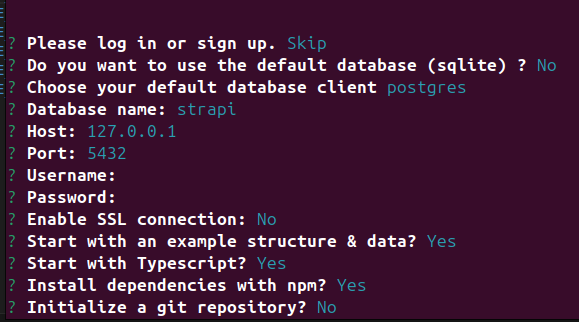 ? Please log in or sign up. Skip
? Do you want to use the default database (sqlite) ? No
? Choose your default database client postgres
? Database name: strapi
? Host: 127.0.0.1
? Port: 5432
? Username:
? Password:
? Enable SSL connection: No
? Start with an example structure & data? Yes
? Start with Typescript? Yes
? Install dependencies with npm? Yes
? Initialize a git repository? No